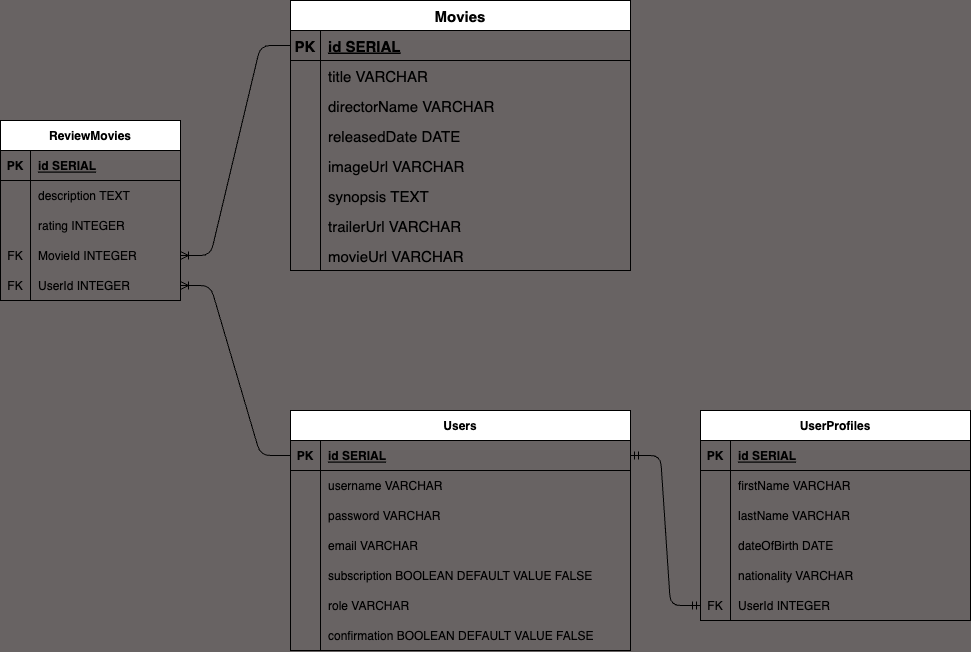 Movies
PK id SERIAL
title VARCHAR
directorName VARCHAR
releasedDate DATE
imageUrl VARCHAR
synopsis TEXT
trailerUrl VARCHAR
movieUrl VARCHAR
ReviewMovies
PK id SERIAL
description TEXT
rating INTEGER
FK MovieId INTEGER
FK UserId INTEGER
Users
PK id SERIAL
username VARCHAR
password VARCHAR
email VARCHAR
subscription BOOLEAN DEFAULT VALUE FALSE
role VARCHAR
confirmation BOOLEAN DEFAULT VALUE FALSE
UserProfiles
PK id SERIAL
firstName VARCHAR
lastName VARCHAR
dateOfBirth DATE
nationality VARCHAR
FK UserId INTEGER